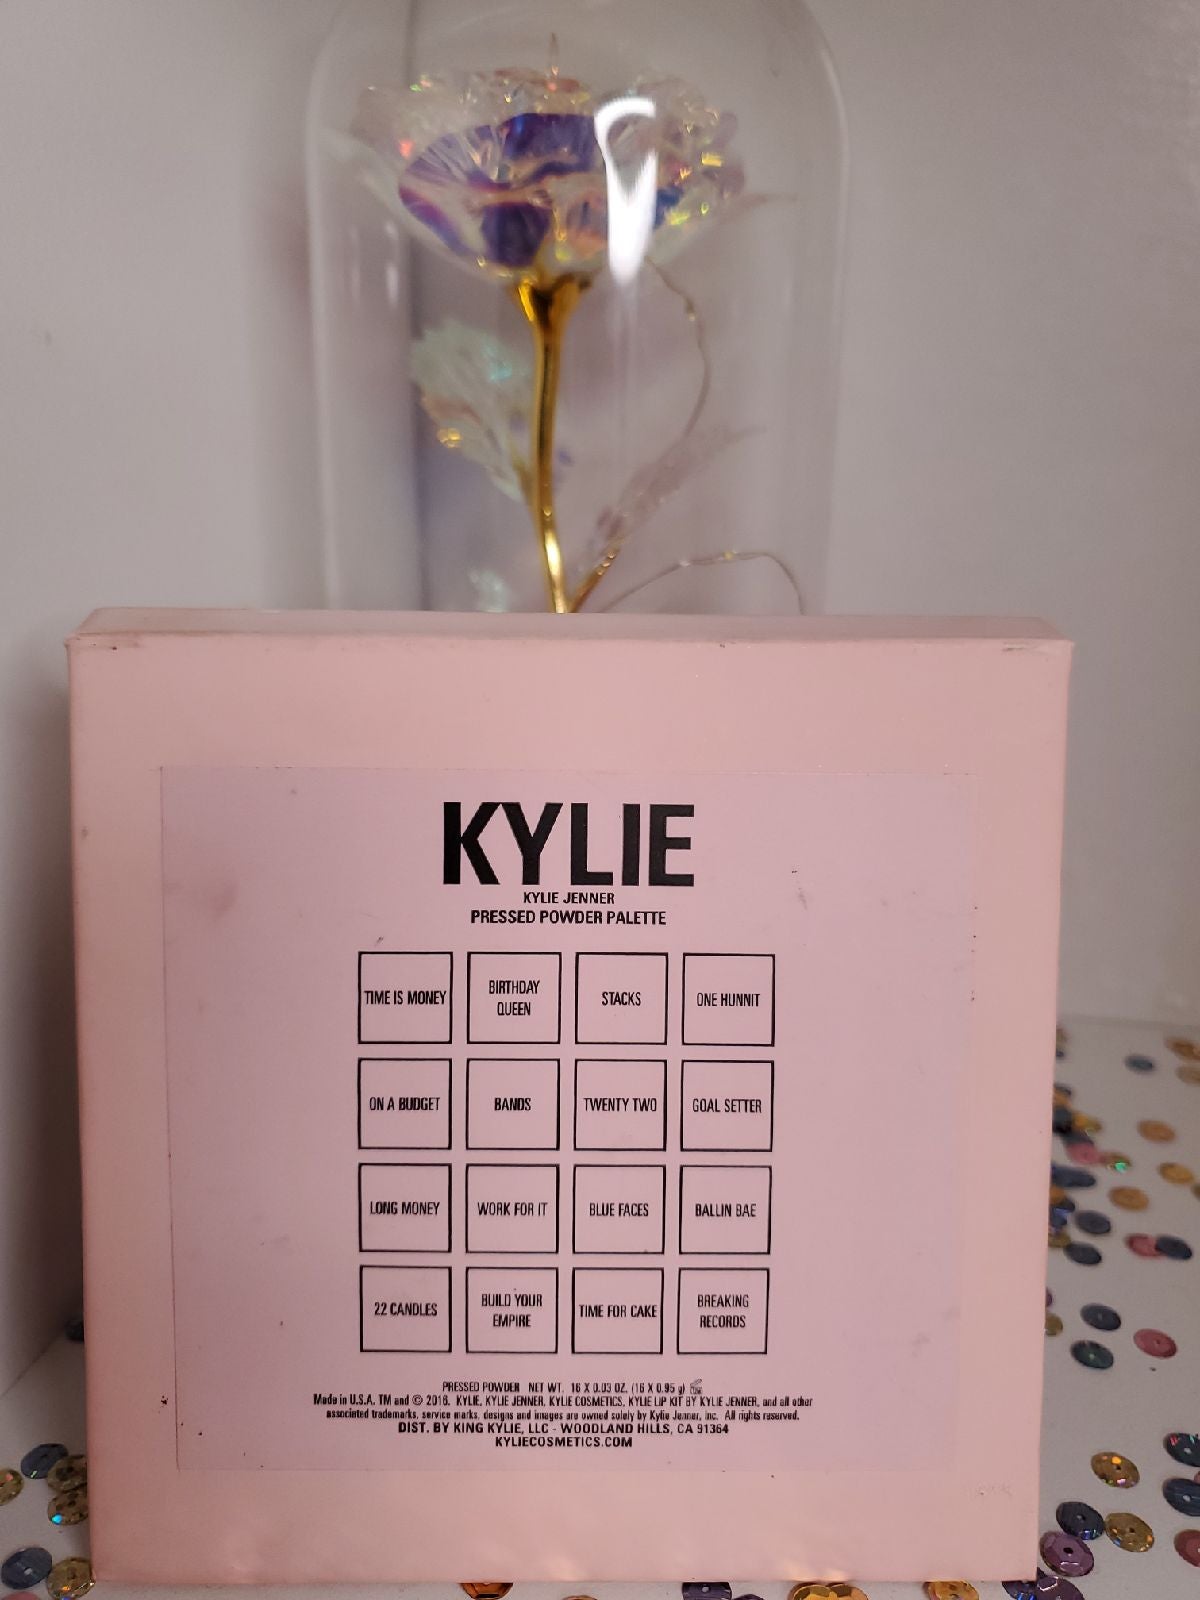 KYLIE
KYLIE JENNER
PRESSED POWDER PALETTE
TIME IS MONEY
BIRTHDAY
QUEEN
STACKS
ONE HUNNIT
ON A BUDGET
BANDS
TWENTY TWO
GOAL SETTER
LONG MONEY
WORK FOR IT
BLUE FACES
BALLIN BAE
22 CANDLES
BUILD YOUR
EMPIRE
TIME FOR CAKE
BREAKING
RECORDS
PRESSED POWDER NET WT. 16 X 0.03 OZ. (16 X 0.95 g)
Made in U.S.A. TM and © 2016. KYLIE, KYLIE JENNER, KYLIE COSMETICS, KYLIE LIP KIT BY KYLIE JENNER, and all other
associated trademarks, service marks, designs and images are owned solely by Kylie Jenner, Inc. All rights reserved.
DIST. BY KING KYLIE, LLC - WOODLAND HILLS, CA 91364
KYLIECOSMETICS.COM